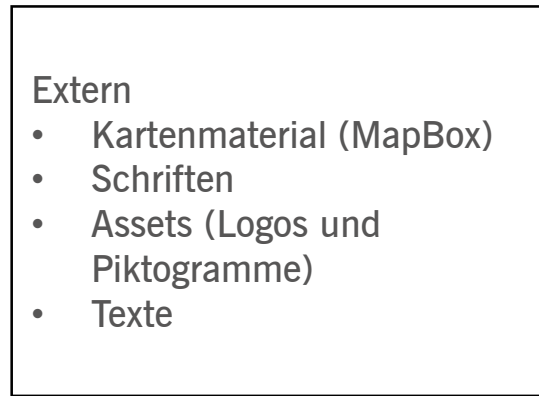 Extern
• Kartenmaterial (MapBox)
• Schriften
• Assets (Logos und
Piktogramme)
• Texte